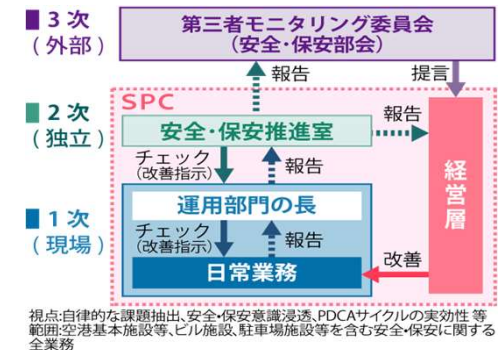 ■3次
(外部)
第三者モニタリング委員会
(安全・保安部会)
報告
提言
SPC
■2次
(独立)
安全・保安推進室
報告
チェック
(改善指示)
報告
経営層
■1次
(現場)
運用部門の長
チェック
(改善指示)
報告
日常業務
改善
視点:自律的な課題抽出、安全・保安意識浸透、PDCAサイクルの実効性 等
範囲:空港基本施設等、ビル施設、駐車場施設等を含む安全・保安に関する
全業務